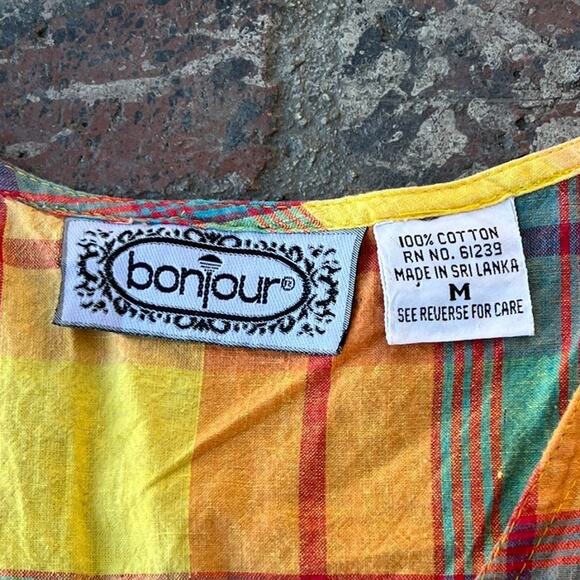 bonjour®
100% COTTON
RN NO. 61239
MADE IN SRI LANKA
M
SEE REVERSE FOR CARE